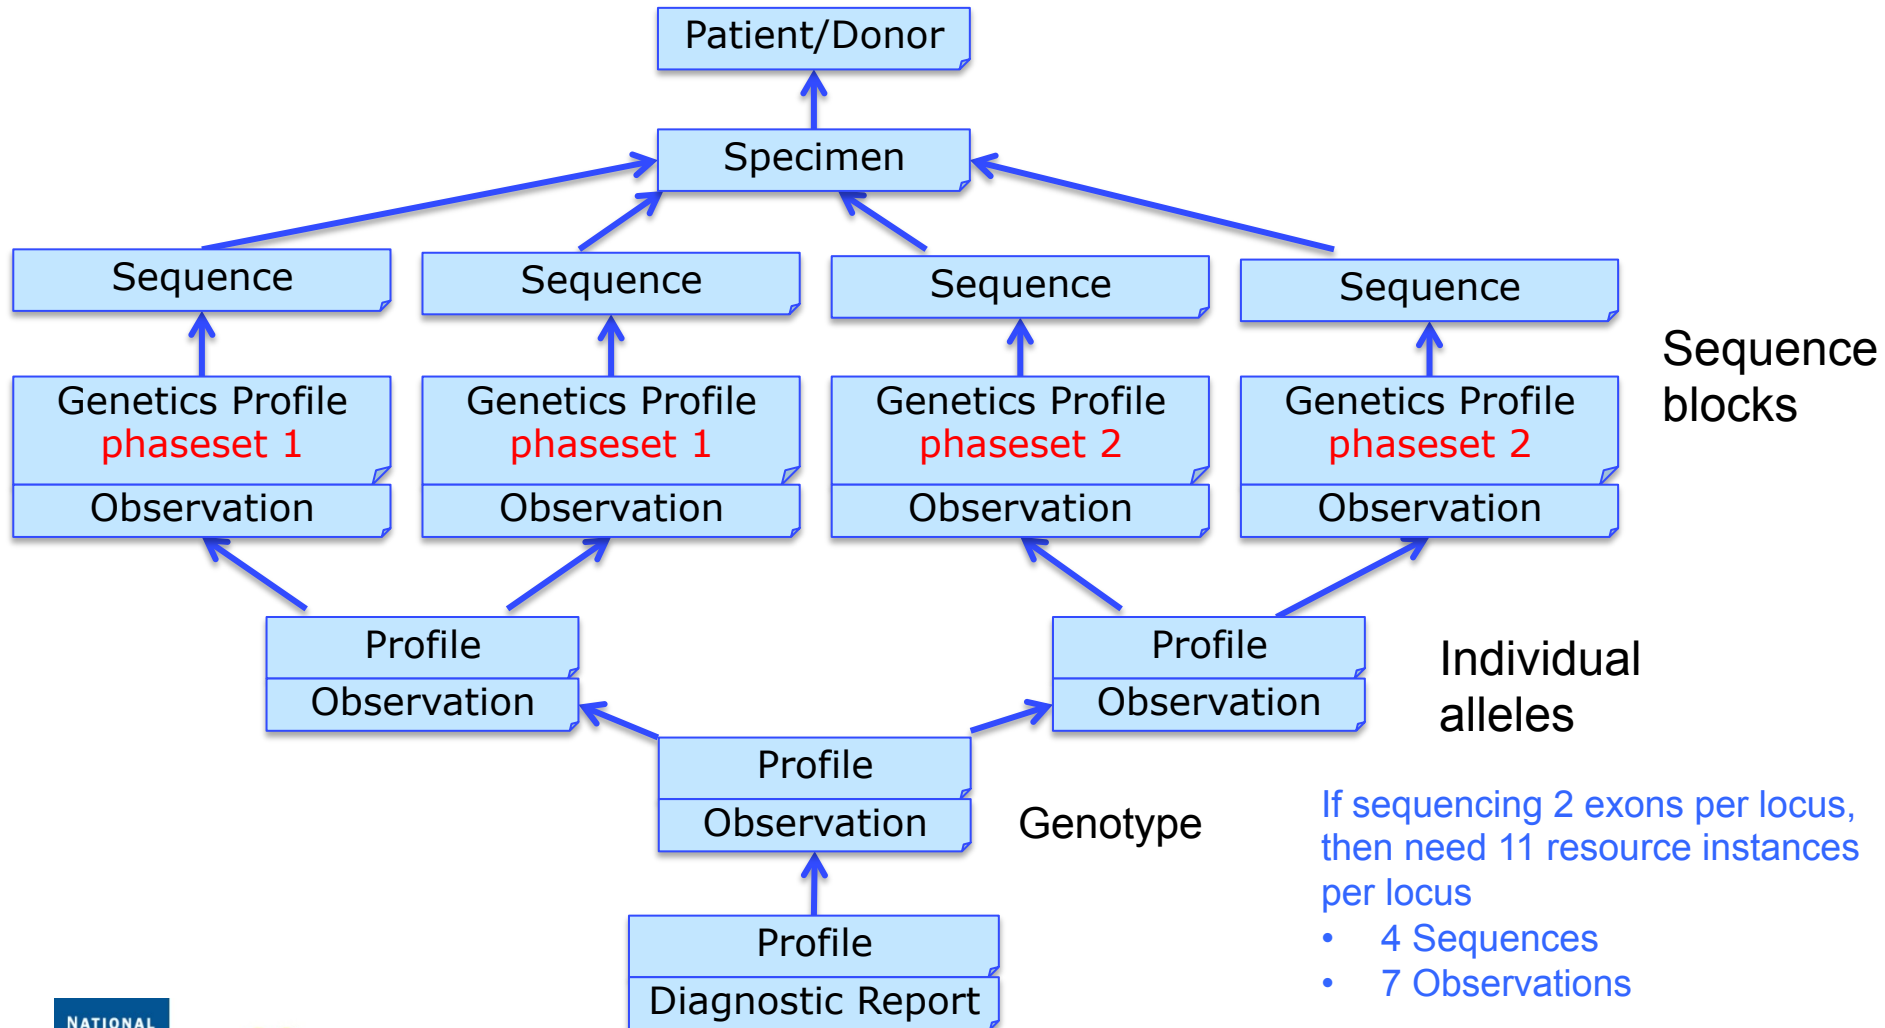 Patient/Donor
Specimen
Sequence
Sequence
Sequence
Sequence
Sequence
blocks
Genetics Profile
phaseset 1
Observation
Genetics Profile
phaseset 1
Observation
Genetics Profile
phaseset 2
Observation
Genetics Profile
phaseset 2
Observation
Profile
Observation
Profile
Observation
Individual
alleles
Profile
Observation
Genotype
If sequencing 2 exons per locus,
then need 11 resource instances
per locus
• 4 Sequences
• 7 Observations
Profile
Diagnostic Report
NATIONAL